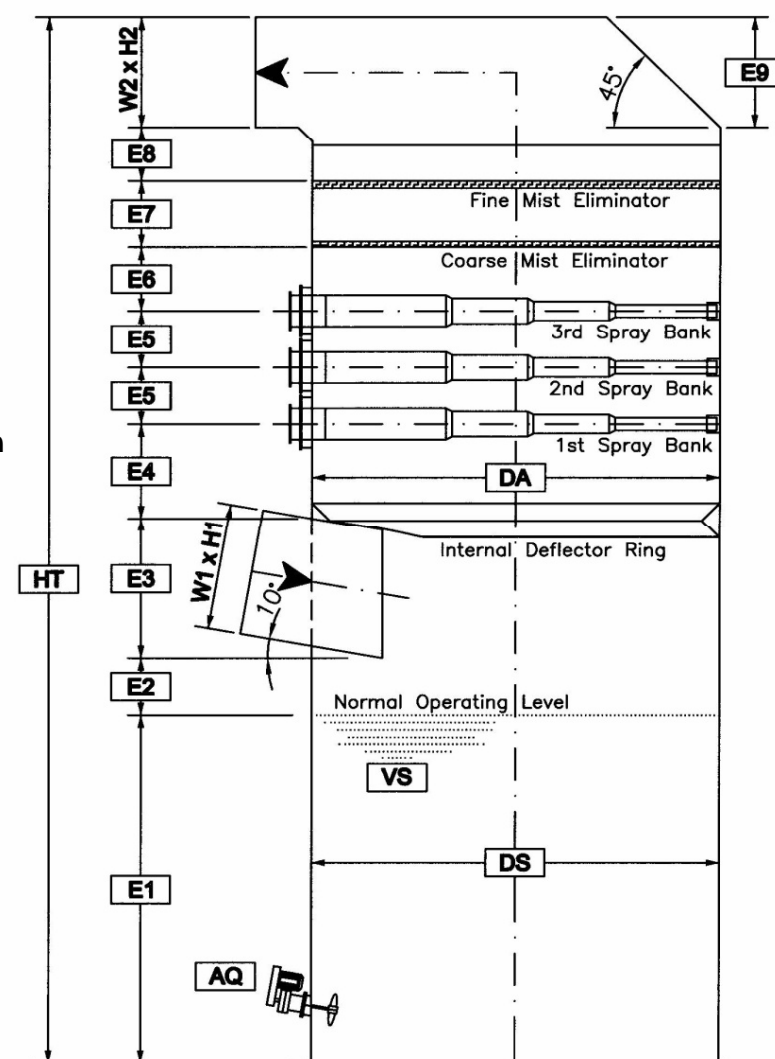 W2 x H2
45°
E9
E8
E7
Fine Mist Eliminator
Coarse Mist Eliminator
E6
3rd Spray Bank
E5
2nd Spray Bank
E5
1st Spray Bank
n
E4
DA
Internal Deflector Ring
W1 x H1
HT
E3
10°
E2
Normal Operating Level
VS
DS
E1
AQ